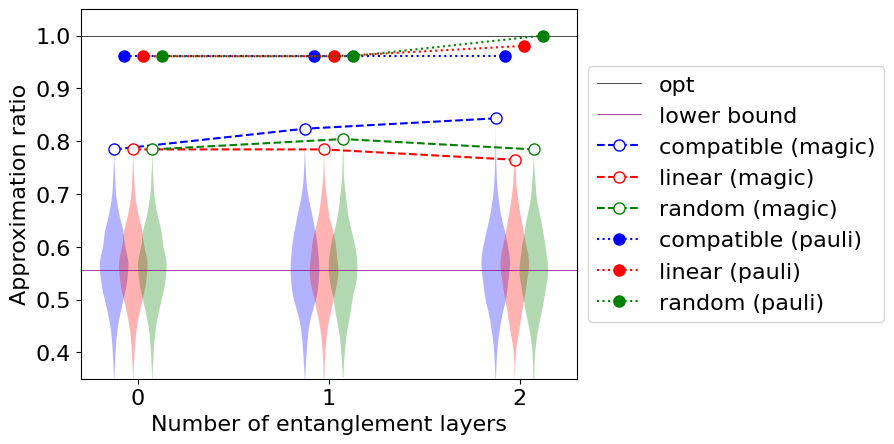 1.0
0.9
0.8
0.7
0.6
0.5
0.4
Approximation ratio
0 1 2
Number of entanglement layers
opt
lower bound
compatible (magic)
linear (magic)
random (magic)
compatible (pauli)
linear (pauli)
random (pauli)